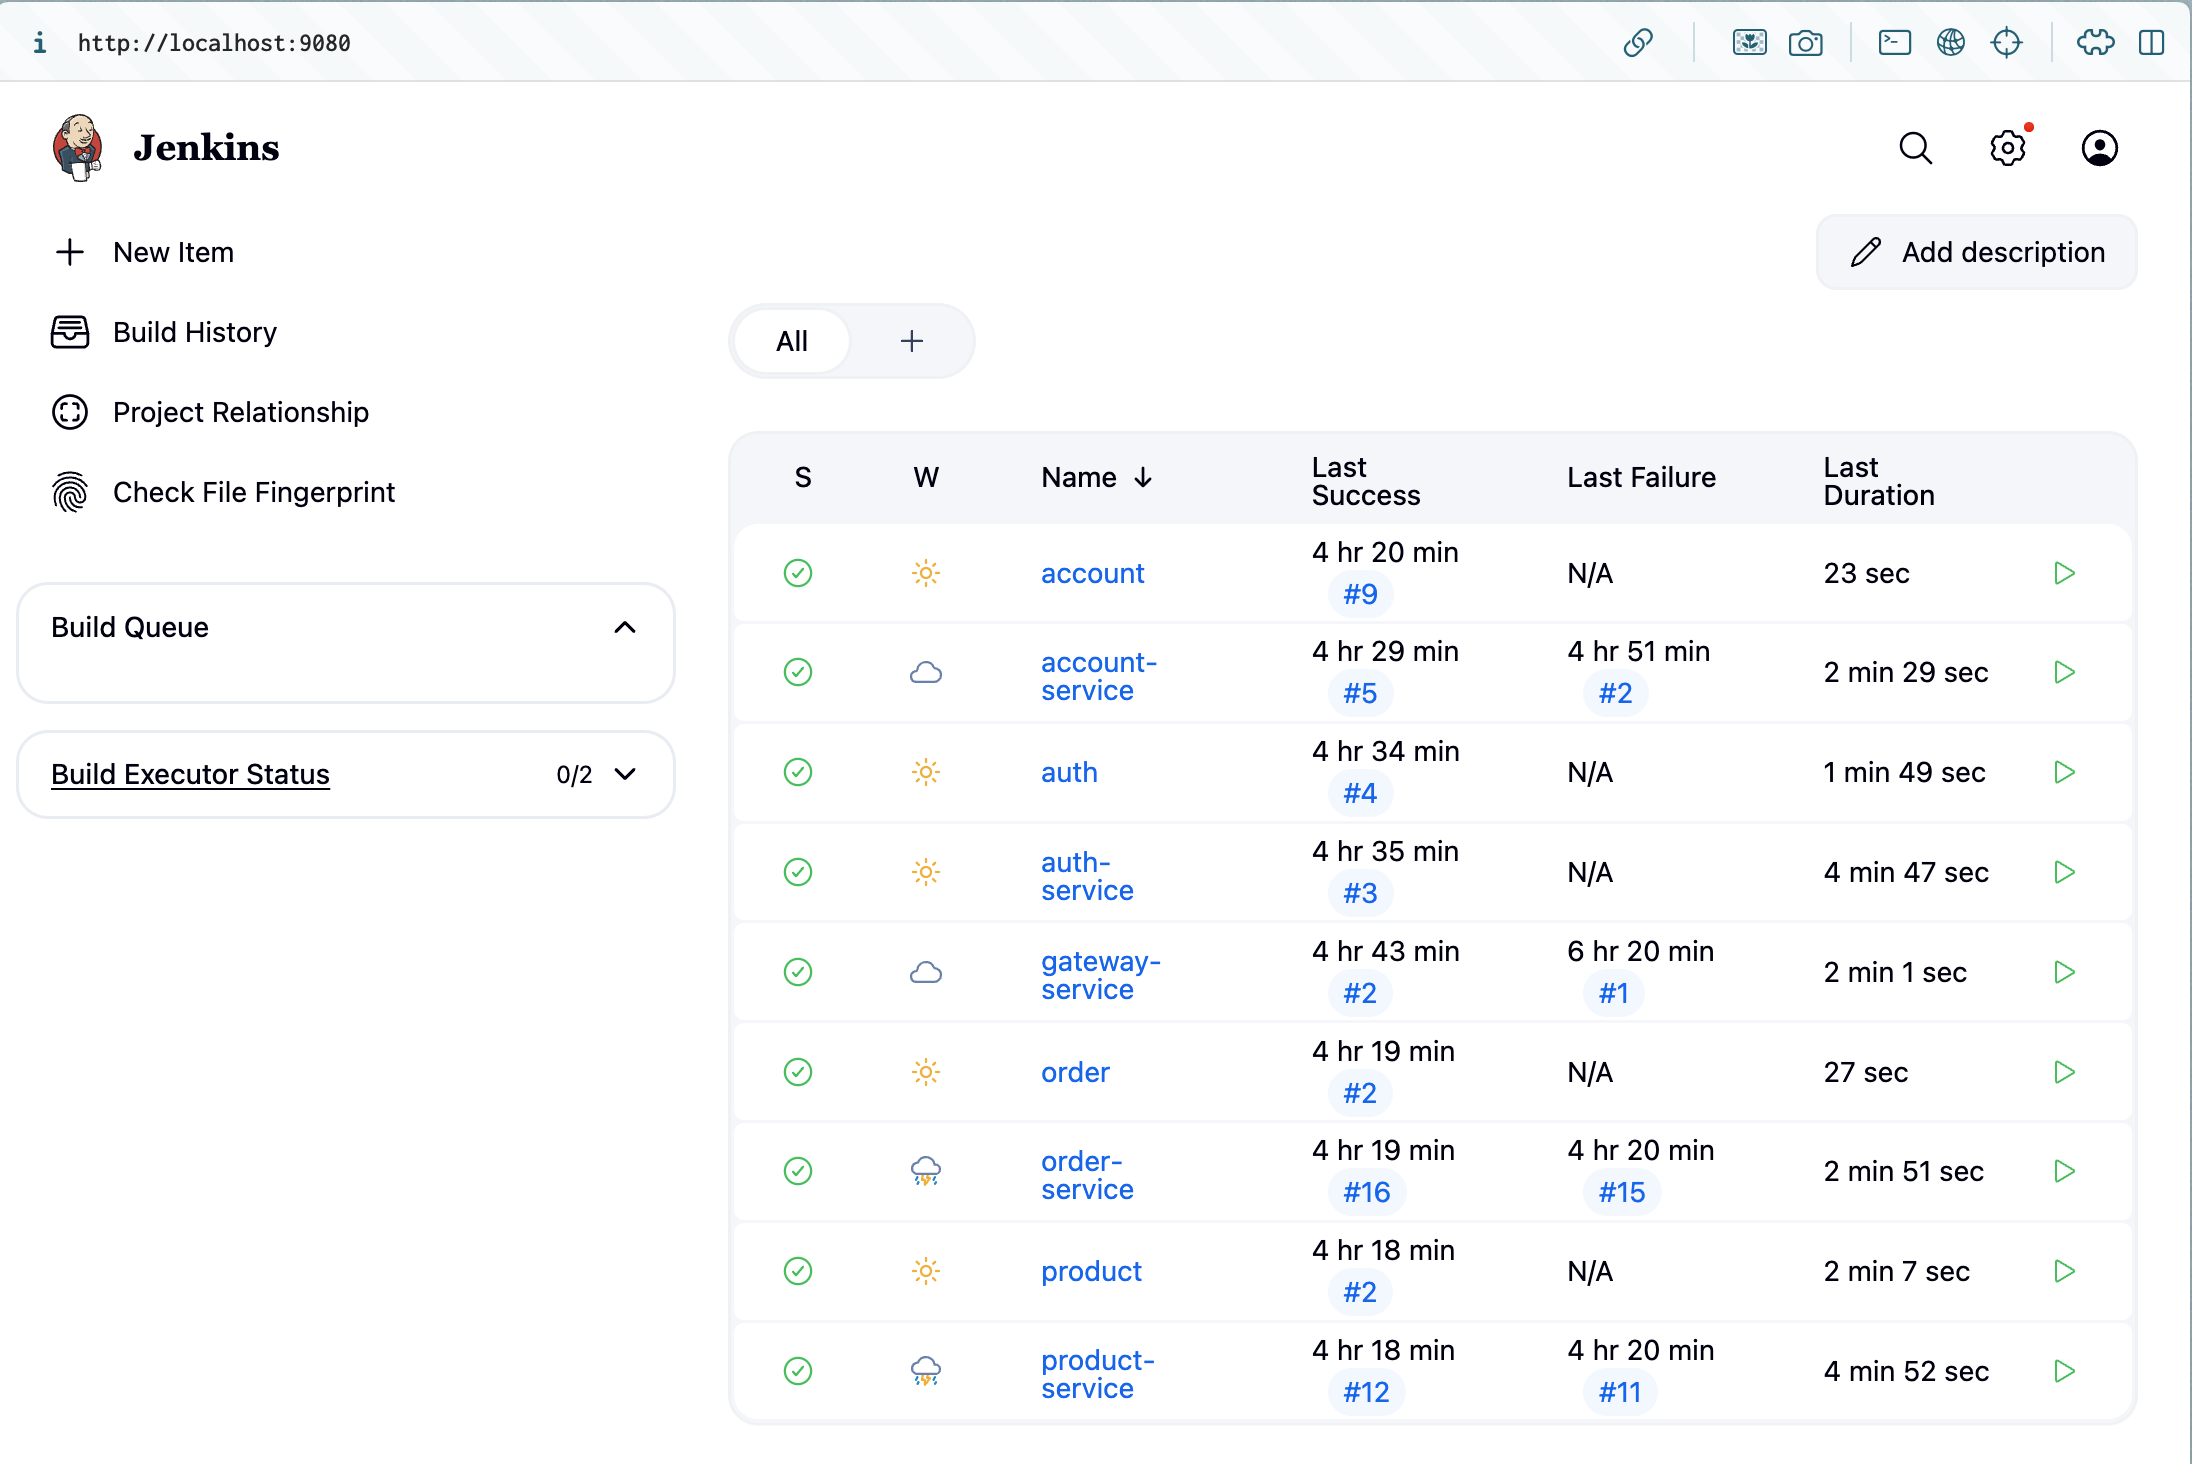 http://localhost:9080
Jenkins
New Item
Build History
Project Relationship
Check File Fingerprint
Build Queue
Build Executor Status 0/2
Add description
All
S W Name Last Success Last Failure Last Duration
account 4 hr 20 min #9 N/A 23 sec
account-service 4 hr 29 min #5 4 hr 51 min #2 2 min 29 sec
auth 4 hr 34 min #4 N/A 1 min 49 sec
auth-service 4 hr 35 min #3 N/A 4 min 47 sec
gateway-service 4 hr 43 min #2 6 hr 20 min #1 2 min 1 sec
order 4 hr 19 min #2 N/A 27 sec
order-service 4 hr 19 min #16 4 hr 20 min #15 2 min 51 sec
product 4 hr 18 min #2 N/A 2 min 7 sec
product-service 4 hr 18 min #12 4 hr 20 min #11 4 min 52 sec